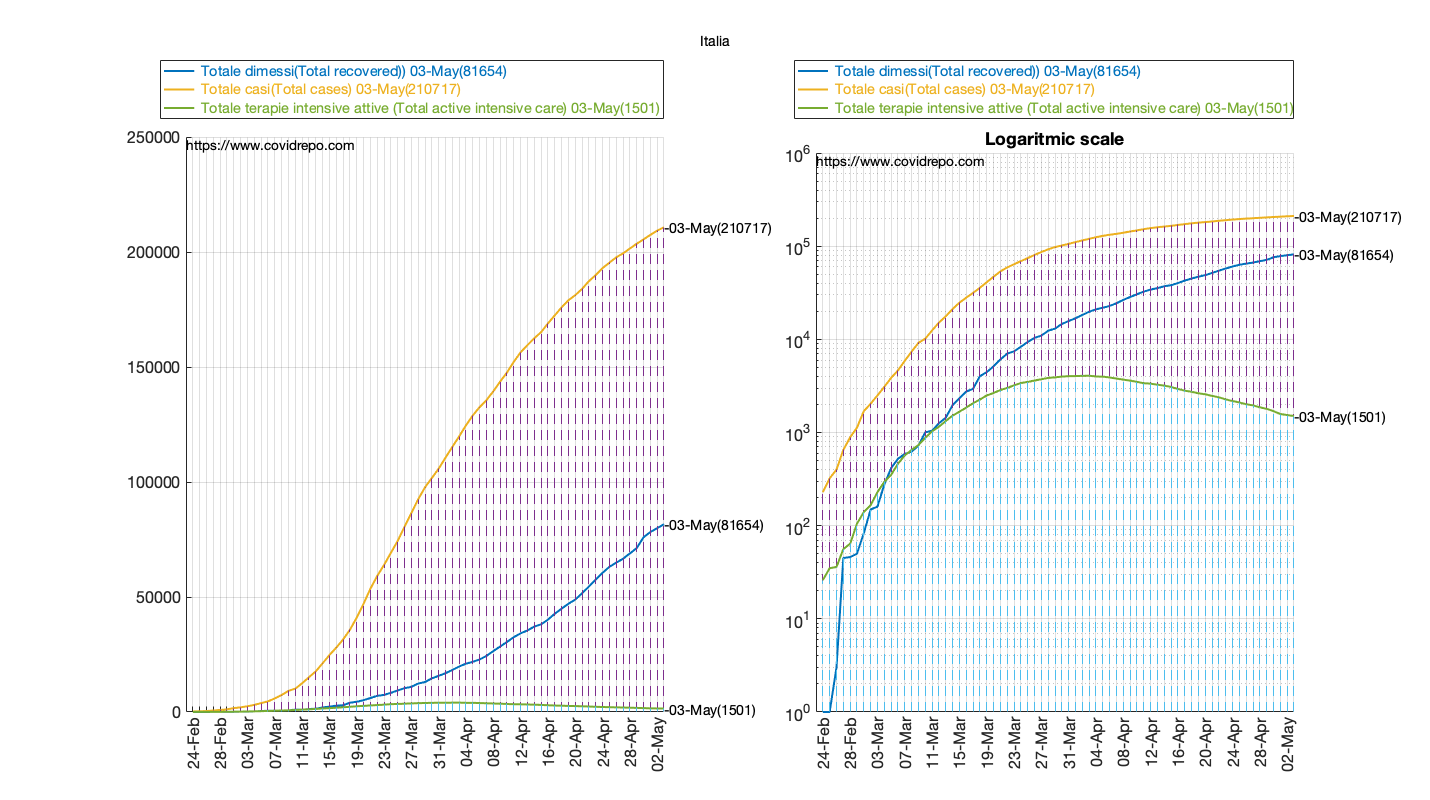 Italia
Totale dimessi(Total recovered)) 03-May(81654)
Totale casi(Total cases) 03-May(210717)
Totale terapie intensive attive (Total active intensive care) 03-May(1501)
https://www.covidrepo.com
250000
200000
150000
100000
50000
0
03-May(210717)
03-May(81654)
03-May(1501)
24-Feb
28-Feb
03-Mar
07-Mar
11-Mar
15-Mar
19-Mar
23-Mar
27-Mar
31-Mar
04-Apr
08-Apr
12-Apr
16-Apr
20-Apr
24-Apr
28-Apr
02-May
Totale dimessi(Total recovered)) 03-May(81654)
Totale casi(Total cases) 03-May(210717)
Totale terapie intensive attive (Total active intensive care) 03-May(1501)
Logaritmic scale
https://www.covidrepo.com
10^6
10^5
10^4
10^3
10^2
10^1
10^0
03-May(210717)
03-May(81654)
03-May(1501)
24-Feb
28-Feb
03-Mar
07-Mar
11-Mar
15-Mar
19-Mar
23-Mar
27-Mar
31-Mar
04-Apr
08-Apr
12-Apr
16-Apr
20-Apr
24-Apr
28-Apr
02-May